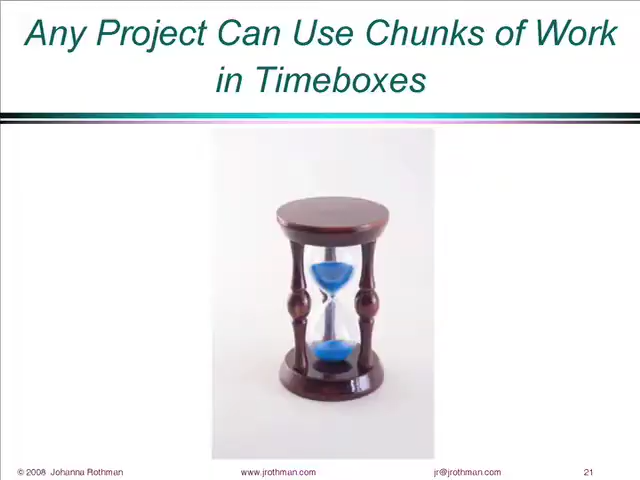 Any Project Can Use Chunks of Work
in Timeboxes
© 2008 Johanna Rothman www.jrothman.com jr@jrothman.com 21